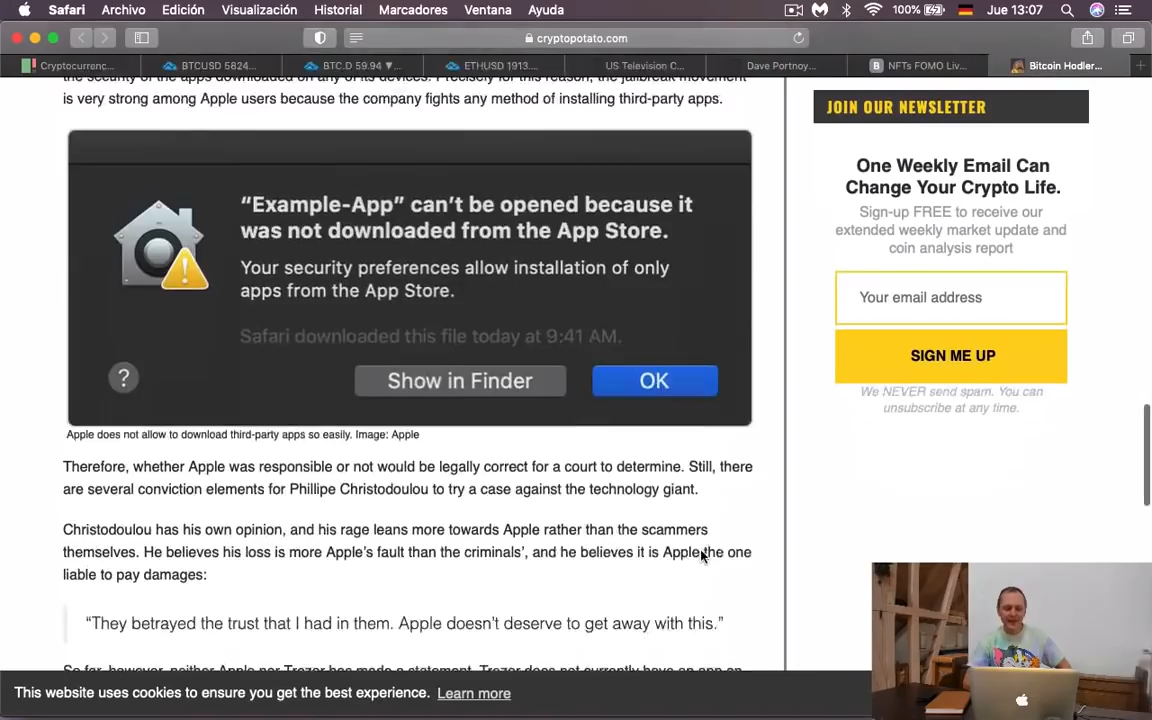 Safari Archivo Edición Visualización Historial Marcadores Ventana Ayuda 100% Jue 13:07
cryptopotato.com
Cryptocurrenc... BTCUSD 5824... BTC.D 59.94 ▼... ETHUSD 1913.... US Television C... Dave Portnoy... NFTs FOMO Liv... Bitcoin Hodler...
is very strong among Apple users because the company fights any method of installing third-party apps.
“Example-App” can’t be opened because it
was not downloaded from the App Store.
Your security preferences allow installation of only
apps from the App Store.
Safari downloaded this file today at 9:41 AM.
?
Show in Finder
OK
Apple does not allow to download third-party apps so easily. Image: Apple
Therefore, whether Apple was responsible or not would be legally correct for a court to determine. Still, there
are several conviction elements for Phillipe Christodoulou to try a case against the technology giant.
Christodoulou has his own opinion, and his rage leans more towards Apple rather than the scammers
themselves. He believes his loss is more Apple’s fault than the criminals’, and he believes it is Apple the one
liable to pay damages:
“They betrayed the trust that I had in them. Apple doesn’t deserve to get away with this.”
This website uses cookies to ensure you get the best experience. Learn more
JOIN OUR NEWSLETTER
One Weekly Email Can
Change Your Crypto Life.
Sign-up FREE to receive our
extended weekly market update and
coin analysis report
Your email address
SIGN ME UP
We NEVER send spam. You can
unsubscribe at any time.